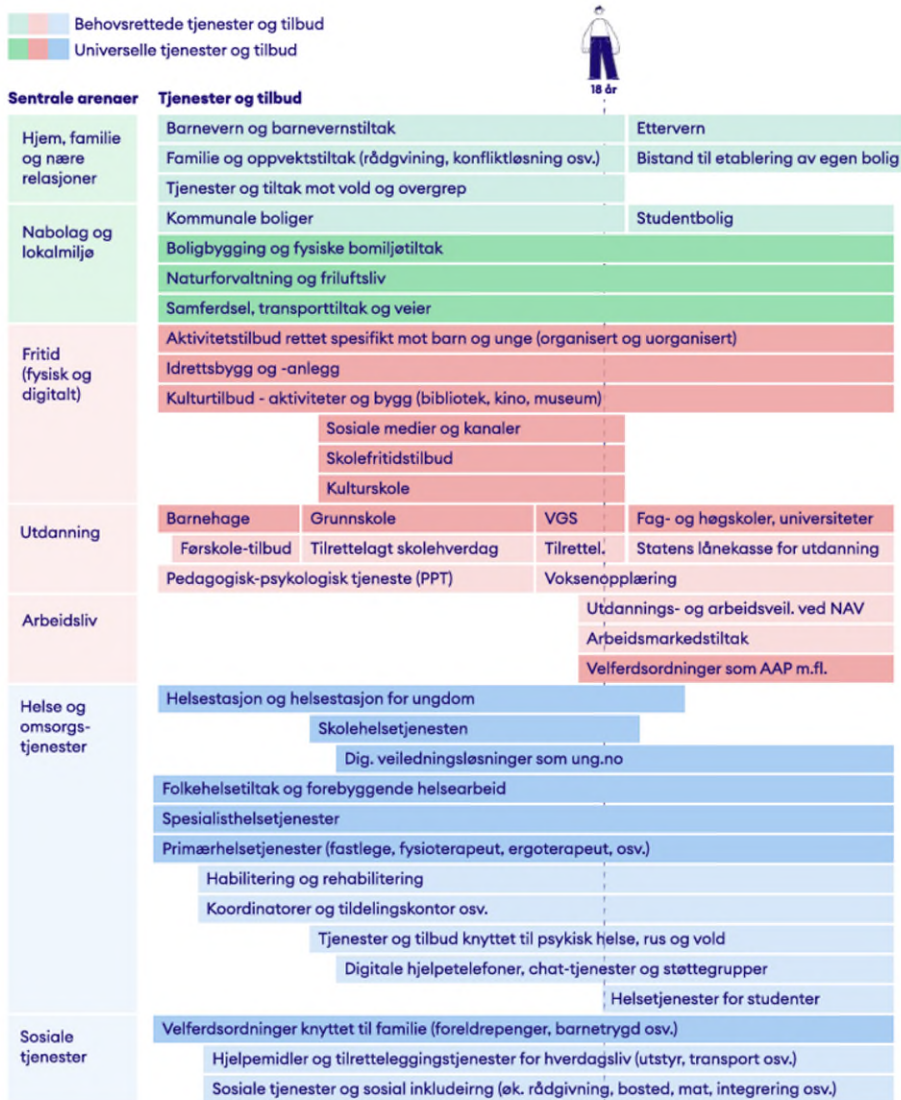 Behovsrettede tjenester og tilbud
Universelle tjenester og tilbud
18 år
Sentrale arenaer
Tjenester og tilbud
Hjem, familie
og nære
relasjoner
Barnevern og barnevernstiltak
Ettervern
Familie og oppvektstiltak (rådgvining, konfliktløsning osv.)
Bistand til etablering av egen bolig
Tjenester og tiltak mot vold og overgrep
Nabolag og
lokalmiljø
Kommunale boliger
Studentbolig
Boligbygging og fysiske bomiljøtiltak
Naturforvaltning og friluftsliv
Samferdsel, transporttiltak og veier
Fritid
(fysisk og
digitalt)
Aktivitetstilbud rettet spesifikt mot barn og unge (organisert og uorganisert)
Idrettsbygg og -anlegg
Kulturtilbud - aktiviteter og bygg (bibliotek, kino, museum)
Sosiale medier og kanaler
Skolefritidstilbud
Kulturskole
Utdanning
Barnehage
Grunnskole
VGS
Fag- og høgskoler, universiteter
Førskole-tilbud
Tilrettelagt skolehverdag
Tilrettel.
Statens lånekasse for utdanning
Pedagogisk-psykologisk tjeneste (PPT)
Voksenopplæring
Arbeidsliv
Utdannings- og arbeidsveil. ved NAV
Arbeidsmarkedstiltak
Velferdsordninger som AAP m.fl.
Helse og
omsorgs-
tjenester
Helsestasjon og helsestasjon for ungdom
Skolehelsetjenesten
Dig. veiledningsløsninger som ung.no
Folkehelsetiltak og forebyggende helsearbeid
Spesialisthelsetjenester
Primærhelsetjenester (fastlege, fysioterapeut, ergoterapeut, osv.)
Habilitering og rehabilitering
Koordinatorer og tildelingskontor osv.
Tjenester og tilbud knyttet til psykisk helse, rus og vold
Digitale hjelpetelefoner, chat-tjenester og støttegrupper
Helsetjenester for studenter
Sosiale
tjenester
Velferdsordninger knyttet til familie (foreldrepenger, barnetrygd osv.)
Hjelpemidler og tilretteleggingstjenester for hverdagsliv (utstyr, transport osv.)
Sosiale tjenester og sosial inkludeirng (øk. rådgivning, bosted, mat, integrering osv.)